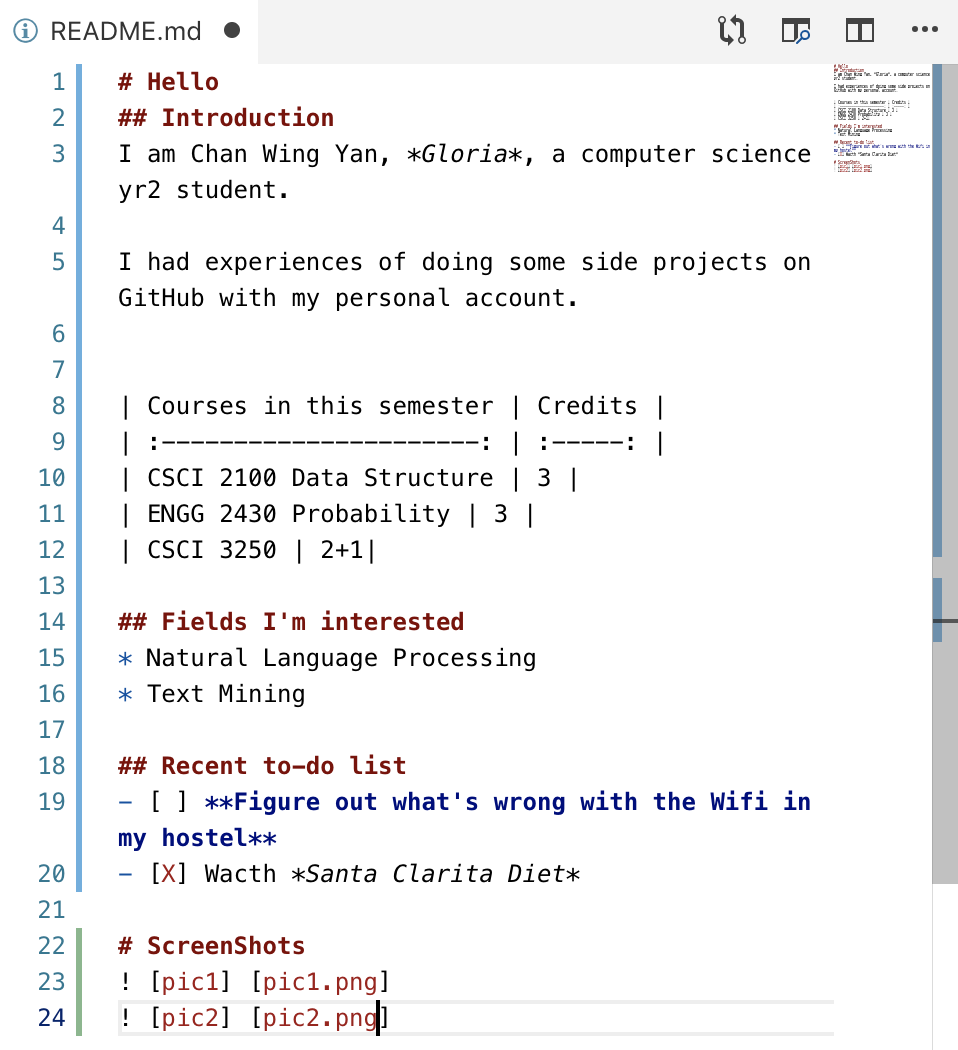 README.md
1 # Hello
2 ## Introduction
3 I am Chan Wing Yan, *Gloria*, a computer science
yr2 student.
4
5 I had experiences of doing some side projects on
GitHub with my personal account.
6
7
8 | Courses in this semester | Credits |
9 | :----------------------: | :-----: |
10 | CSCI 2100 Data Structure | 3 |
11 | ENGG 2430 Probability | 3 |
12 | CSCI 3250 | 2+1|
13
14 ## Fields I'm interested
15 * Natural Language Processing
16 * Text Mining
17
18 ## Recent to-do list
19 - [ ] **Figure out what's wrong with the Wifi in
my hostel**
20 - [X] Wacth *Santa Clarita Diet*
21
22 # ScreenShots
23 ! [pic1] [pic1.png]
24 ! [pic2] [pic2.png]